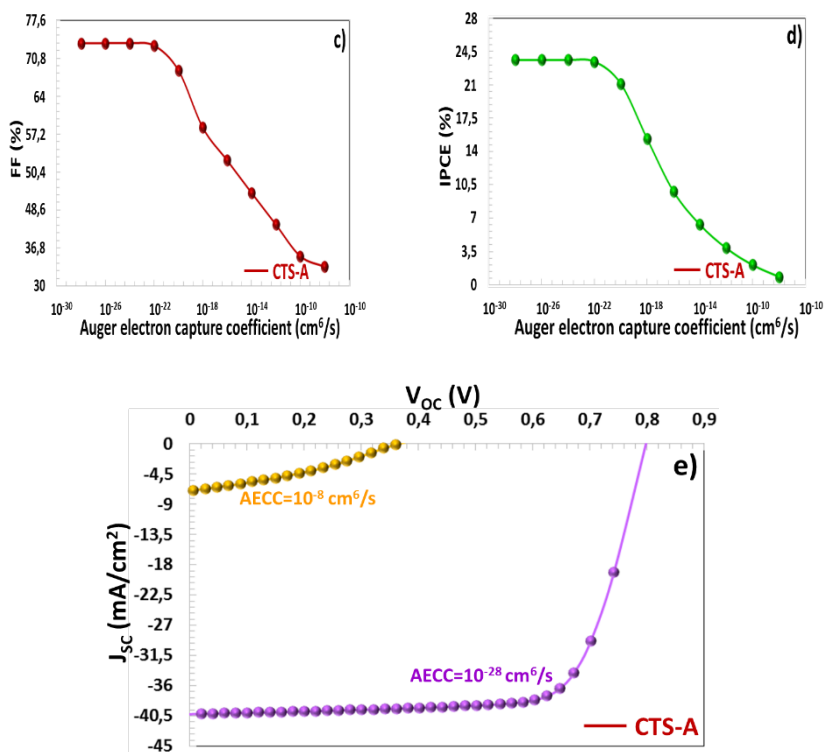 c)
77,6
70,8
64
57,2
50,4
48,6
36,8
30
FF (%)
10⁻³⁰ 10⁻²⁶ 10⁻²² 10⁻¹⁸ 10⁻¹⁴ 10⁻¹⁰ 10⁻¹⁰
CTS-A
Auger electron capture coefficient (cm⁶/s)
d)
28
24,5
21
17,5
10,5
7
3,5
0
IPCE (%)
10⁻³⁰ 10⁻²⁶ 10⁻²² 10⁻¹⁸ 10⁻¹⁴ 10⁻¹⁰ 10⁻¹⁰
CTS-A
Auger electron capture coefficient (cm⁶/s)
V_OC (V)
0 0,1 0,2 0,3 0,4 0,5 0,6 0,7 0,8 0,9
e)
0
-4,5
-9
-13,5
-18
-22,5
-27
-31,5
-36
-40,5
-45
J_SC (mA/cm²)
AECC=10⁻⁸ cm⁶/s
AECC=10⁻²⁸ cm⁶/s
CTS-A